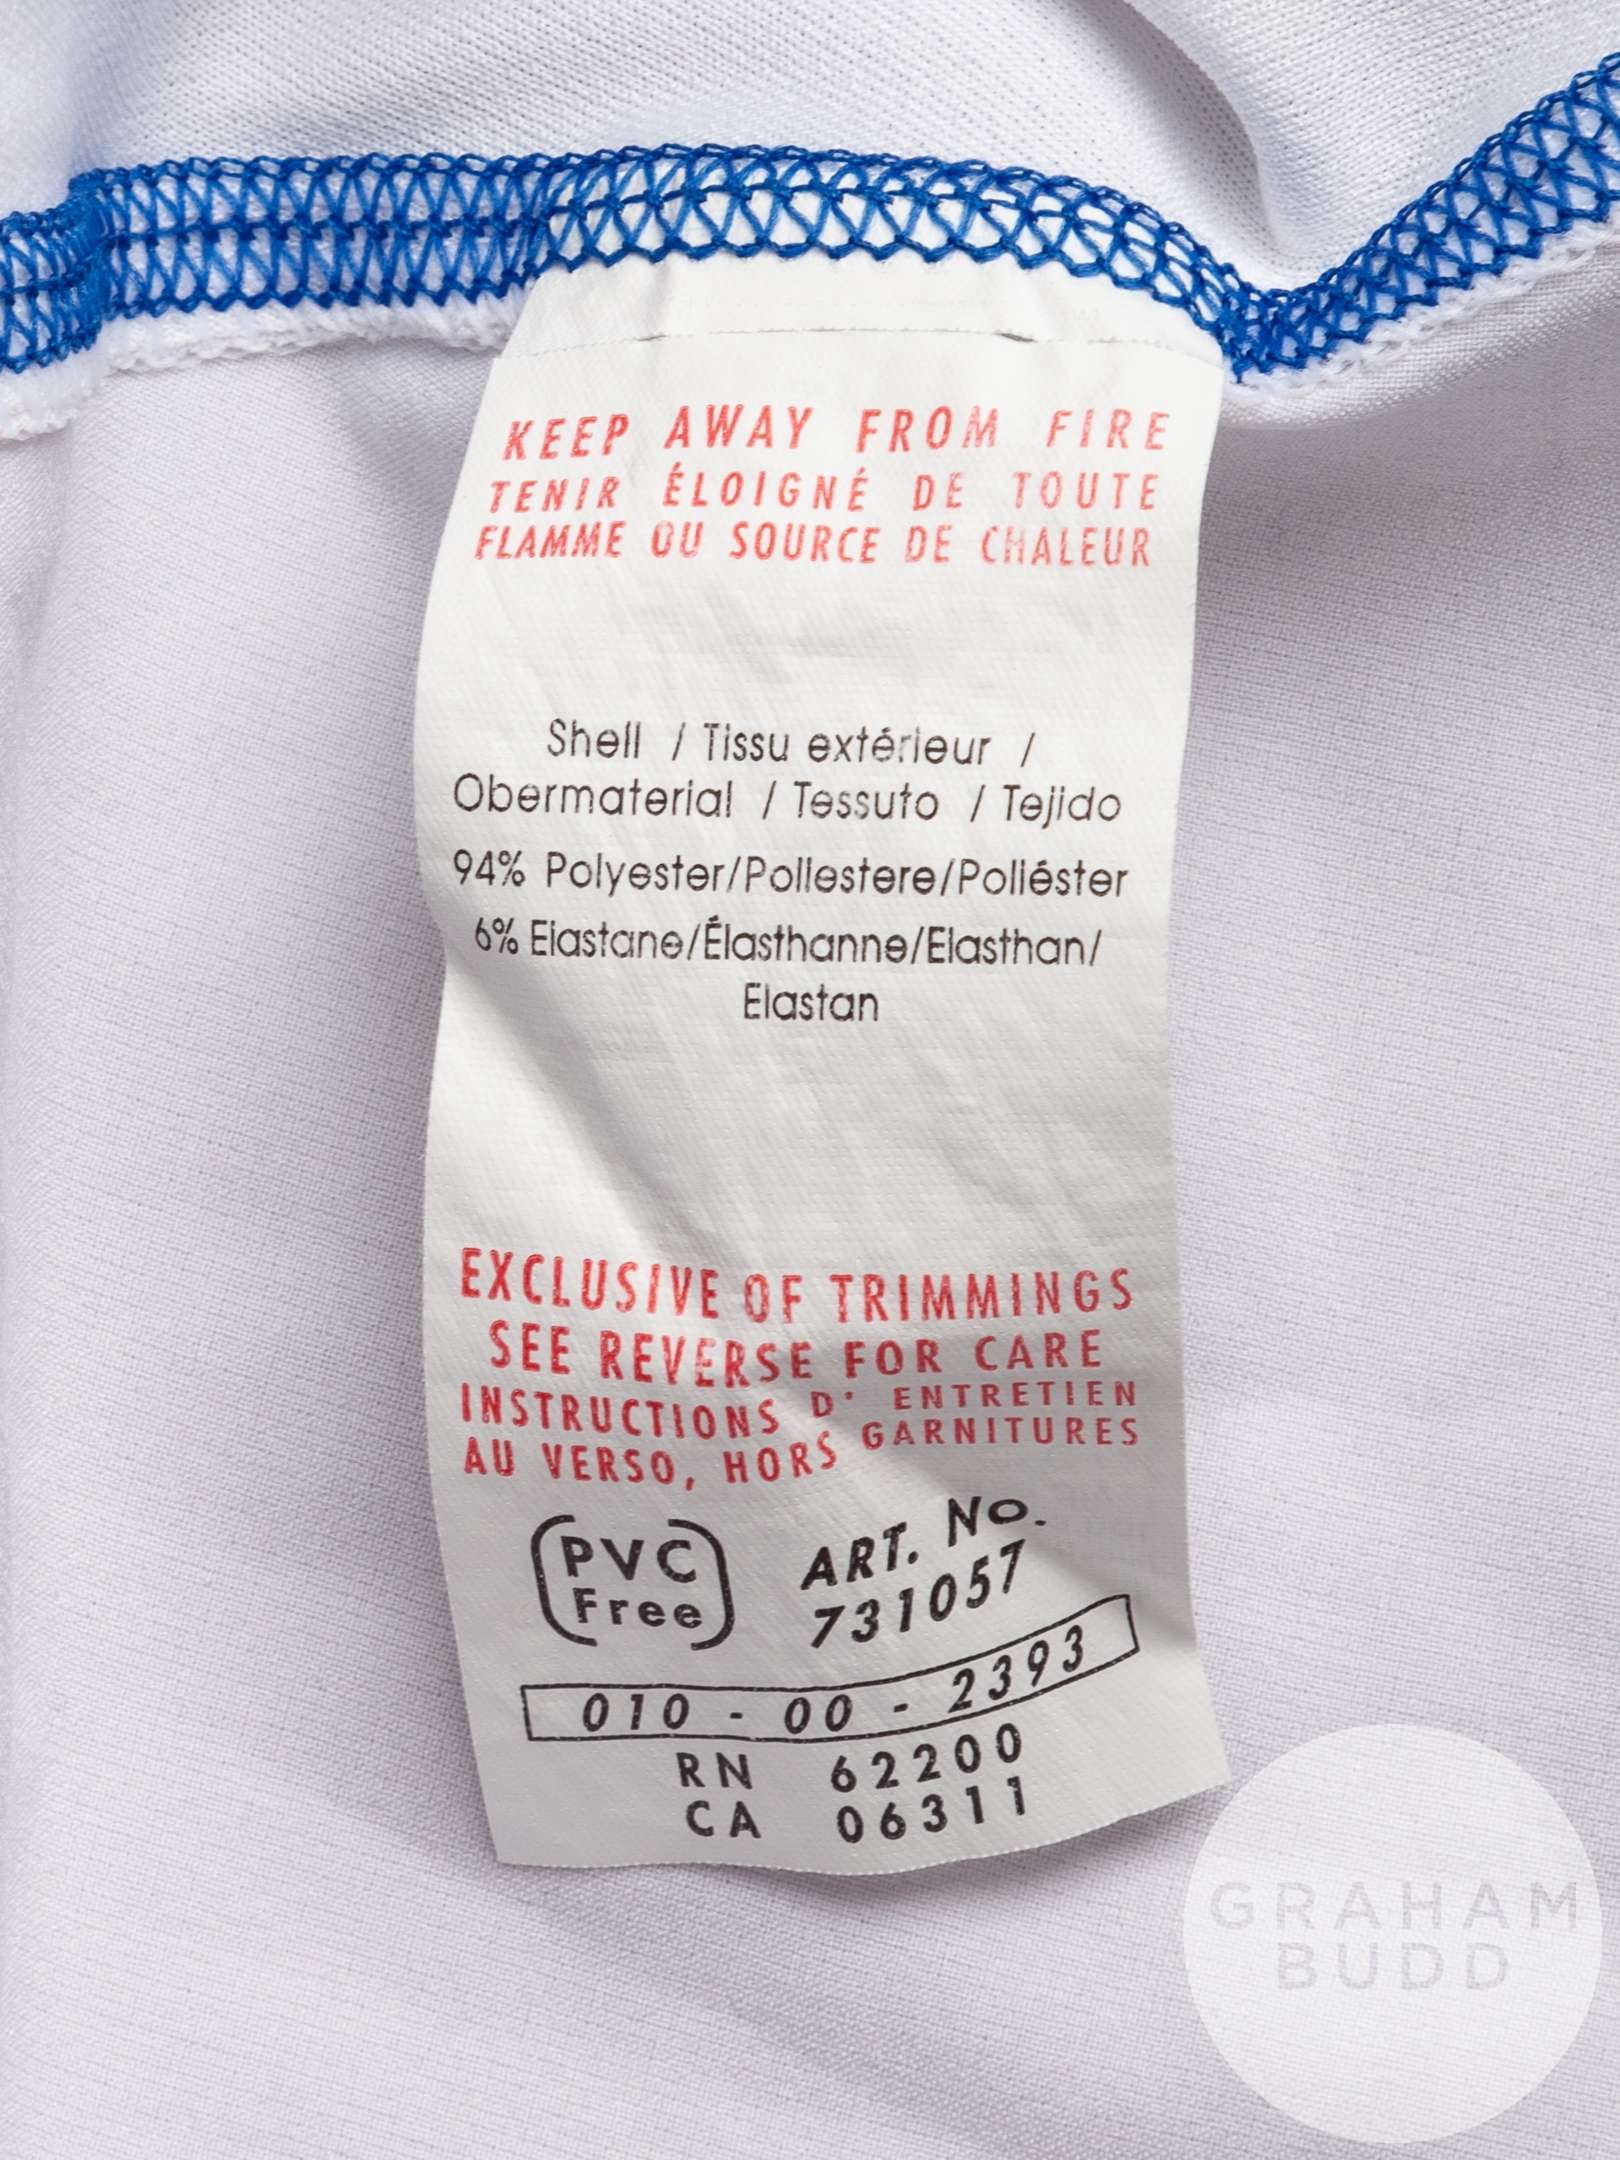 KEEP AWAY FROM FIRE
TENIR ÉLOIGNÉ DE TOUTE
FLAMME OU SOURCE DE CHALEUR
Shell / Tissu extérieur /
Obermaterial / Tessuto / Tejido
94% Polyester/Poliestere/Poliéster
6% Elastane/Élasthanne/Elasthan/
Elastan
EXCLUSIVE OF TRIMMINGS
SEE REVERSE FOR CARE
INSTRUCTIONS D' ENTRETIEN
AU VERSO, HORS GARNITURES
PVC
Free
ART. No.
731057
010 - 00 - 2393
RN 62200
CA 06311
GRAHAM
BUDD